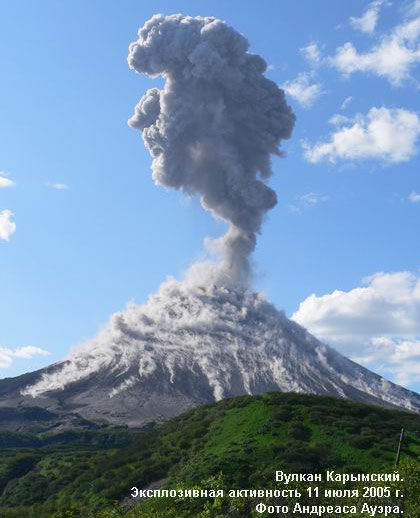 Вулкан Карымский.
Эксплозивная активность 11 июля 2005 г.
Фото Андреаса Ауэра.